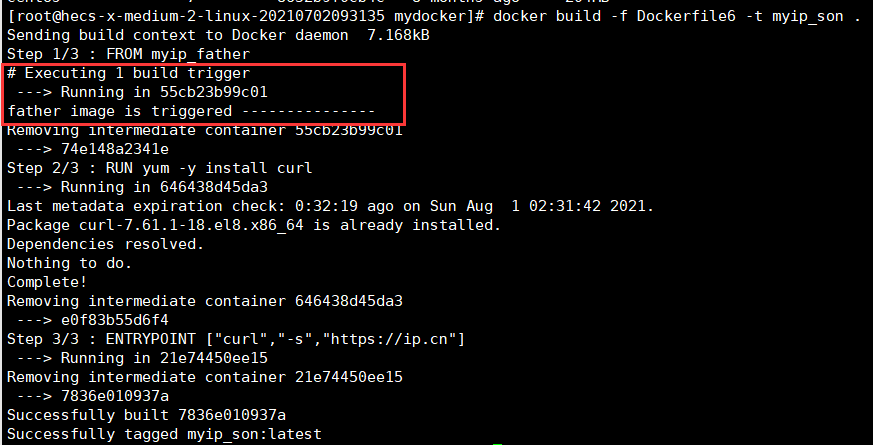 [root@hecs-x-medium-2-linux-20210702093135 mydocker]# docker build -f Dockerfile6 -t myip_son .
Sending build context to Docker daemon  7.168kB
Step 1/3 : FROM myip_father
# Executing 1 build trigger
 ---> Running in 55cb23b99c01
father image is triggered ---------------
Removing intermediate container 55cb23b99c01
 ---> 74e148a2341e
Step 2/3 : RUN yum -y install curl
 ---> Running in 646438d45da3
Last metadata expiration check: 0:32:19 ago on Sun Aug  1 02:31:42 2021.
Package curl-7.61.1-18.el8.x86_64 is already installed.
Dependencies resolved.
Nothing to do.
Complete!
Removing intermediate container 646438d45da3
 ---> e0f83b55d6f4
Step 3/3 : ENTRYPOINT ["curl","-s","https://ip.cn"]
 ---> Running in 21e74450ee15
Removing intermediate container 21e74450ee15
 ---> 7836e010937a
Successfully built 7836e010937a
Successfully tagged myip_son:latest